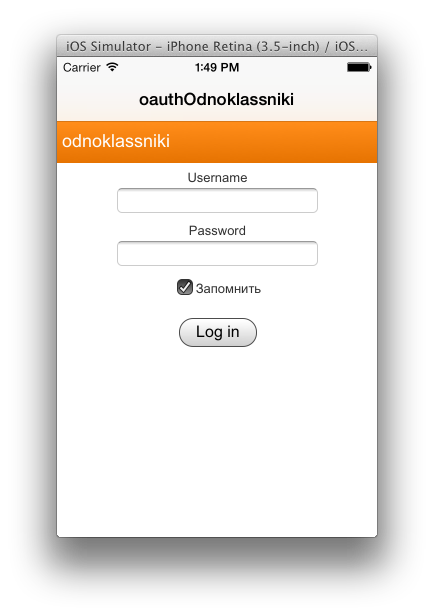 iOS Simulator - iPhone Retina (3.5-inch) / iOS...
Carrier 1:49 PM
oauthOdnoklassniki
odnoklassniki
Username
Password
Запомнить
Log in